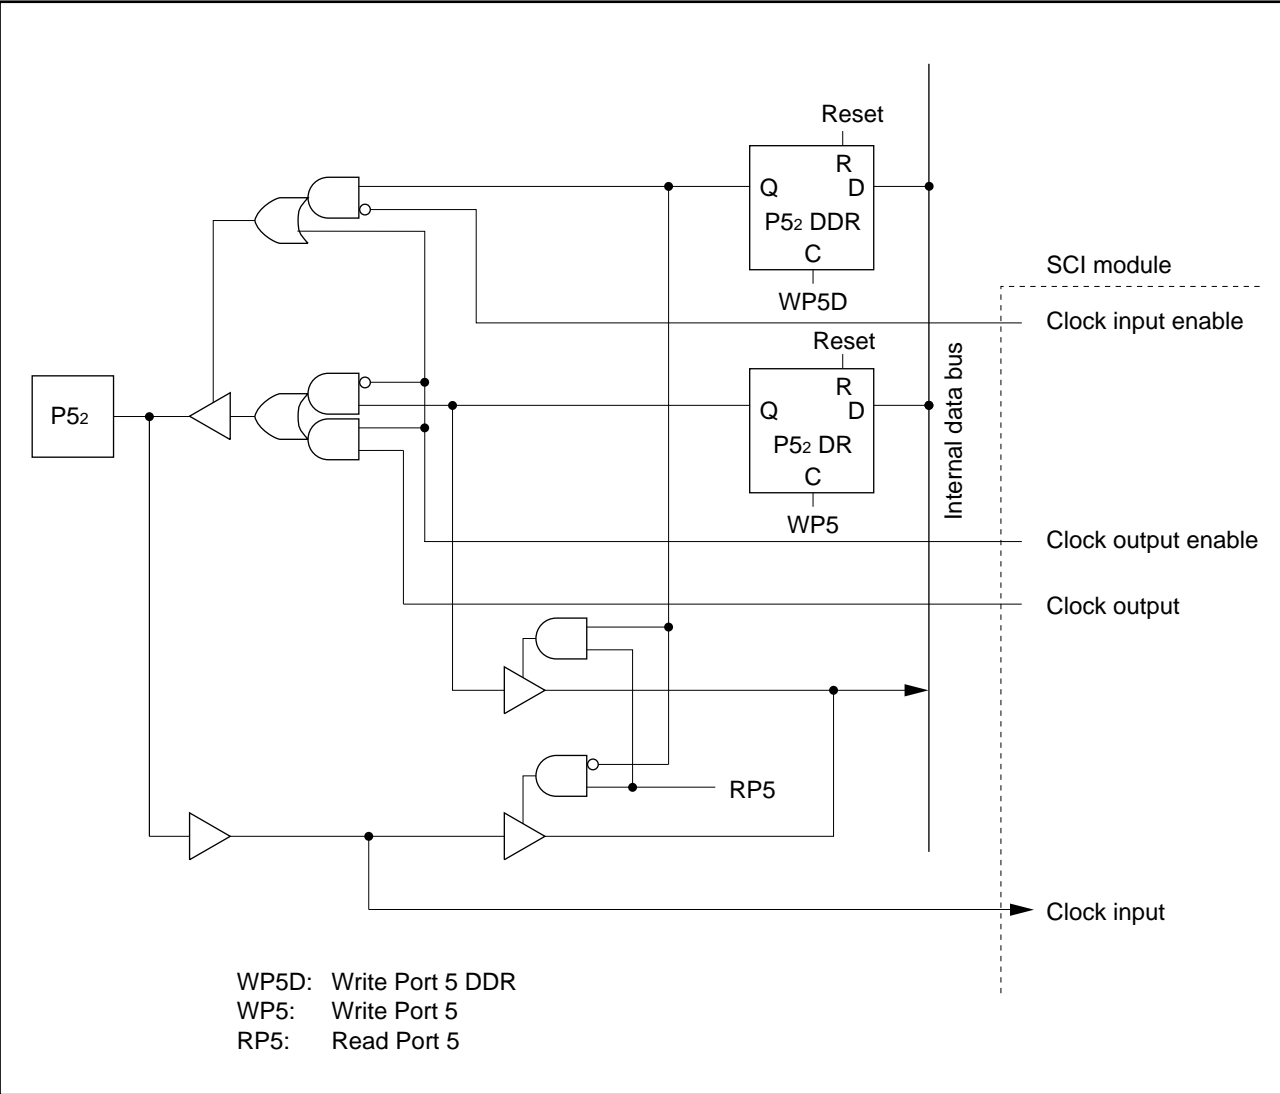 Reset
R
Q D
P52 DDR
C
WP5D
SCI module
Clock input enable
Reset
R
Q D
P52 DR
C
WP5
Internal data bus
P52
Clock output enable
Clock output
RP5
Clock input
WP5D: Write Port 5 DDR
WP5: Write Port 5
RP5: Read Port 5